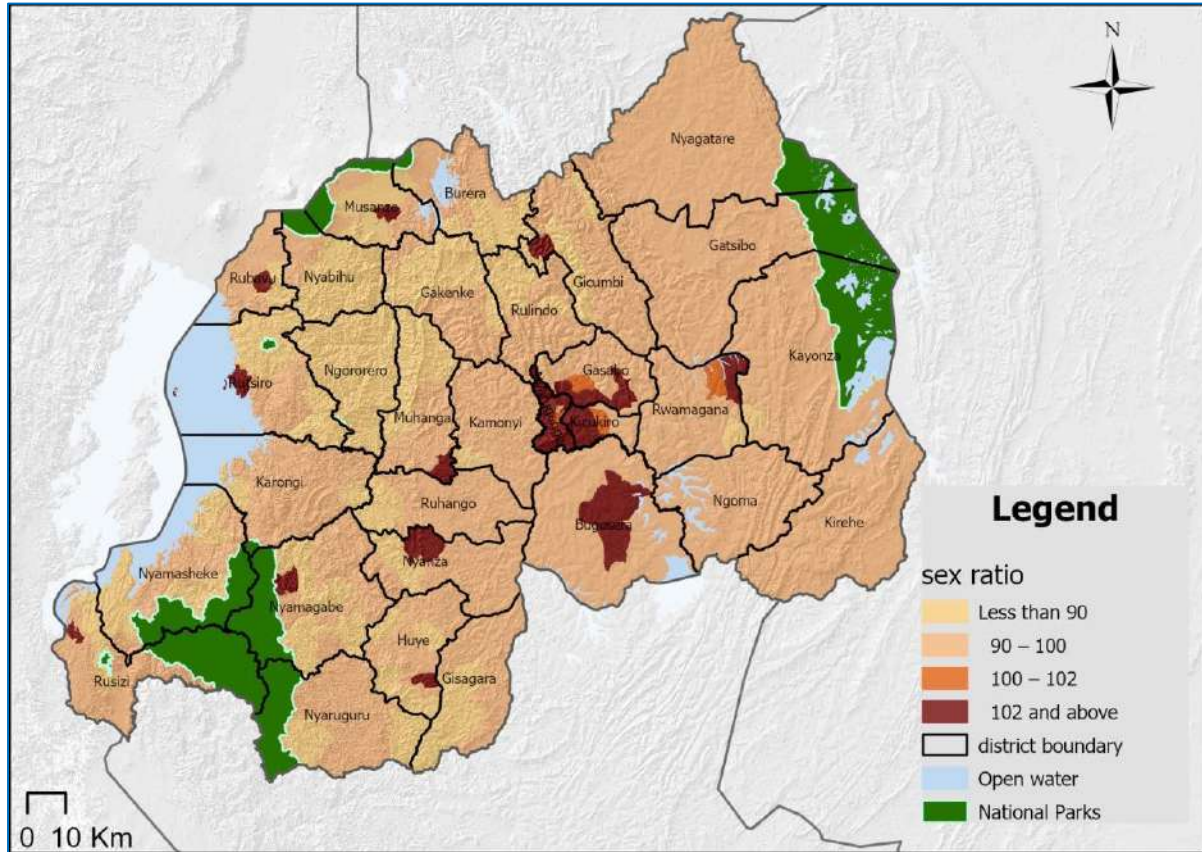 N
Nyagatare
Burera
Musanze
Gatsibo
Rubavu
Nyabihu
Gakenke
Gicumbi
Rulindo
Kayonza
Gasabo
Ngororero
Rutsiro
Rwamagana
Muhanga
Kamonyi
Kicukiro
Karongi
Ruhango
Ngoma
Bugesera
Kirehe
Nyanza
Nyamasheke
Nyamagabe
Huye
Gisagara
Rusizi
Nyaruguru
Legend
sex ratio
Less than 90
90 – 100
100 – 102
102 and above
district boundary
Open water
National Parks
0 10 Km